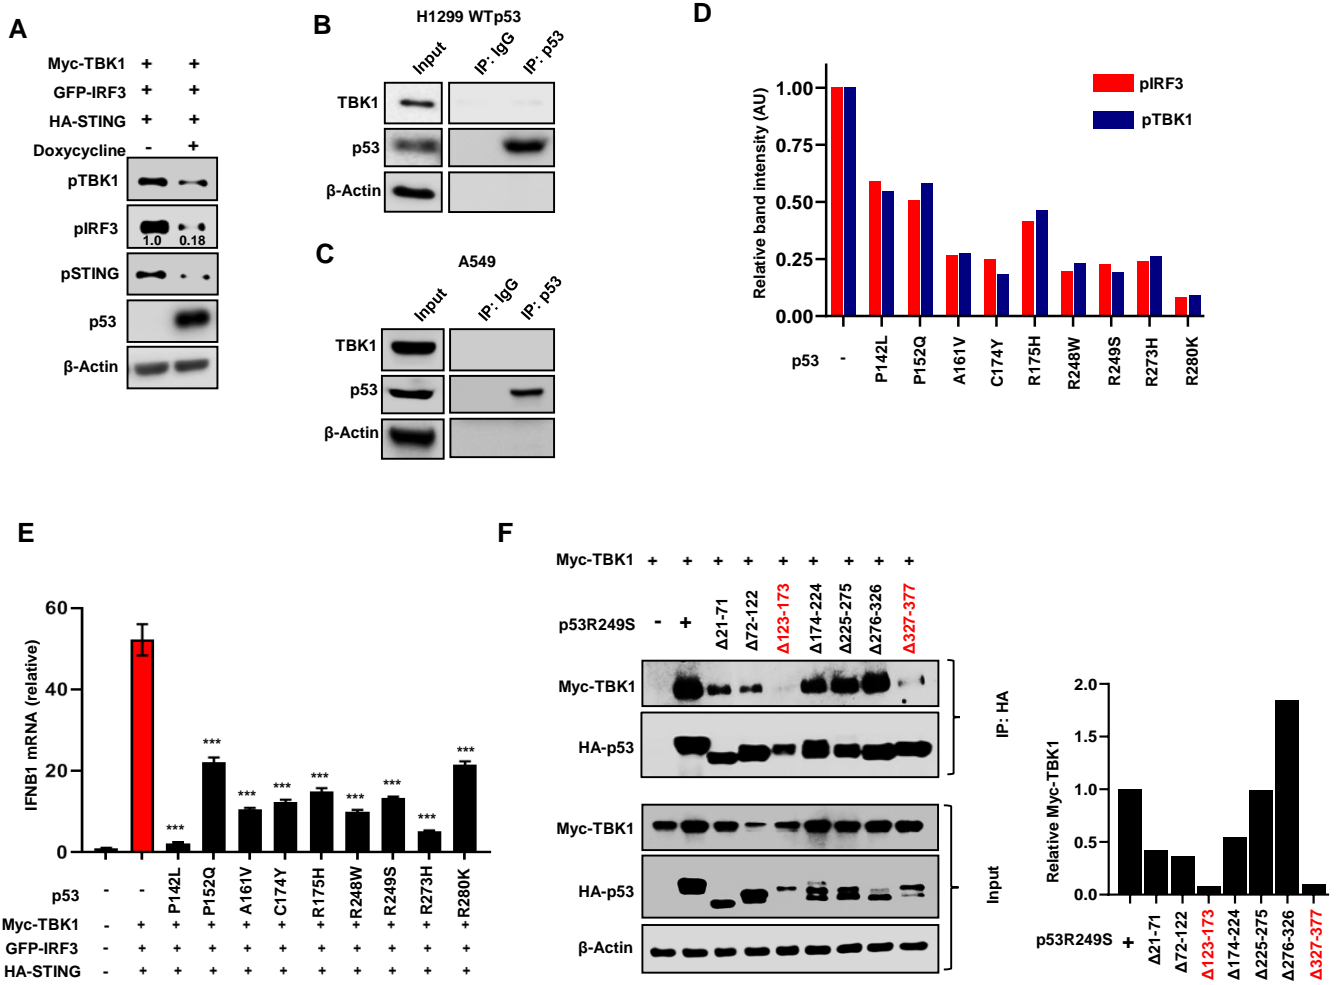 A
Myc-TBK1 + +
GFP-IRF3 + +
HA-STING + +
Doxycycline - +
pTBK1
pIRF3
1.0 0.18
pSTING
p53
β-Actin
B
H1299 WTp53
Input IP: IgG IP: p53
TBK1
p53
β-Actin
C
A549
Input IP: IgG IP: p53
TBK1
p53
β-Actin
D
Relative band intensity (AU)
1.00
0.75
0.50
0.25
0.00
pIRF3
pTBK1
p53 - P142L P152Q A161V C174Y R175H R248W R249S R273H R280K
E
IFNB1 mRNA (relative)
60
40
20
0
*** *** *** *** *** *** *** *** ***
p53 - - P142L P152Q A161V C174Y R175H R248W R249S R273H R280K
Myc-TBK1 - + + + + + + + + + +
GFP-IRF3 - + + + + + + + + + +
HA-STING - + + + + + + + + + +
F
Myc-TBK1 + + + + + + + + +
p53R249S - + Δ21-71 Δ72-122 Δ123-173 Δ174-224 Δ225-275 Δ276-326 Δ327-377
Myc-TBK1
HA-p53
IP: HA
Myc-TBK1
HA-p53
β-Actin
Input
Relative Myc-TBK1
2.0
1.5
1.0
0.5
0.0
p53R249S + Δ21-71 Δ72-122 Δ123-173 Δ174-224 Δ225-275 Δ276-326 Δ327-377